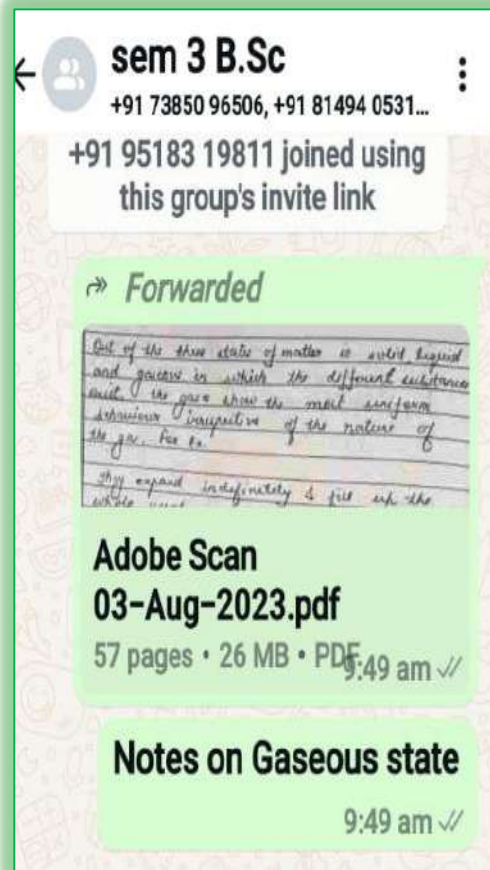 sem 3 B.Sc
+91 73850 96506, +91 81494 0531...
+91 95183 19811 joined using
this group's invite link
Forwarded
Out of the three states of matter is solid liquid
and gaseous in which the different substances
exist. the gases show the most uniform
behaviour irrespective of the nature of
the gas. For Ex.
They expand indefinitely & fill up the
whole
Adobe Scan
03-Aug-2023.pdf
57 pages • 26 MB • PDF
9:49 am
Notes on Gaseous state
9:49 am